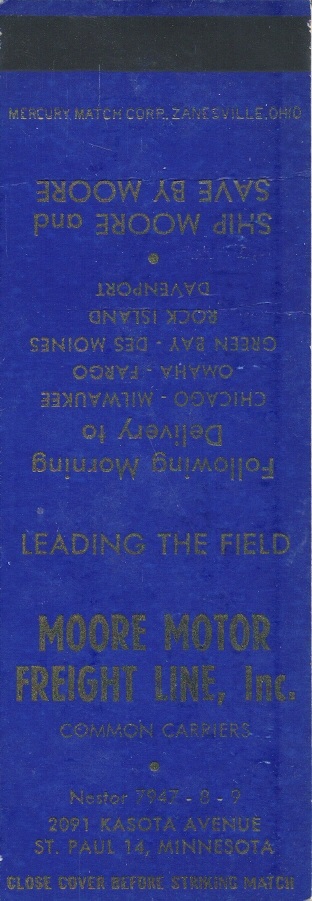 MERCURY MATCH CORP. ZANESVILLE, OHIO
Following Morning
Delivery to
CHICAGO - MILWAUKEE
OMAHA - FARGO
GREEN BAY - DES MOINES
ROCK ISLAND
DAVENPORT
SHIP MOORE and
SAVE BY MOORE
LEADING THE FIELD
MOORE MOTOR
FREIGHT LINE, Inc.
COMMON CARRIERS
Nestor 7947 - 8 - 9
2091 KASOTA AVENUE
ST. PAUL 14, MINNESOTA
CLOSE COVER BEFORE STRIKING MATCH